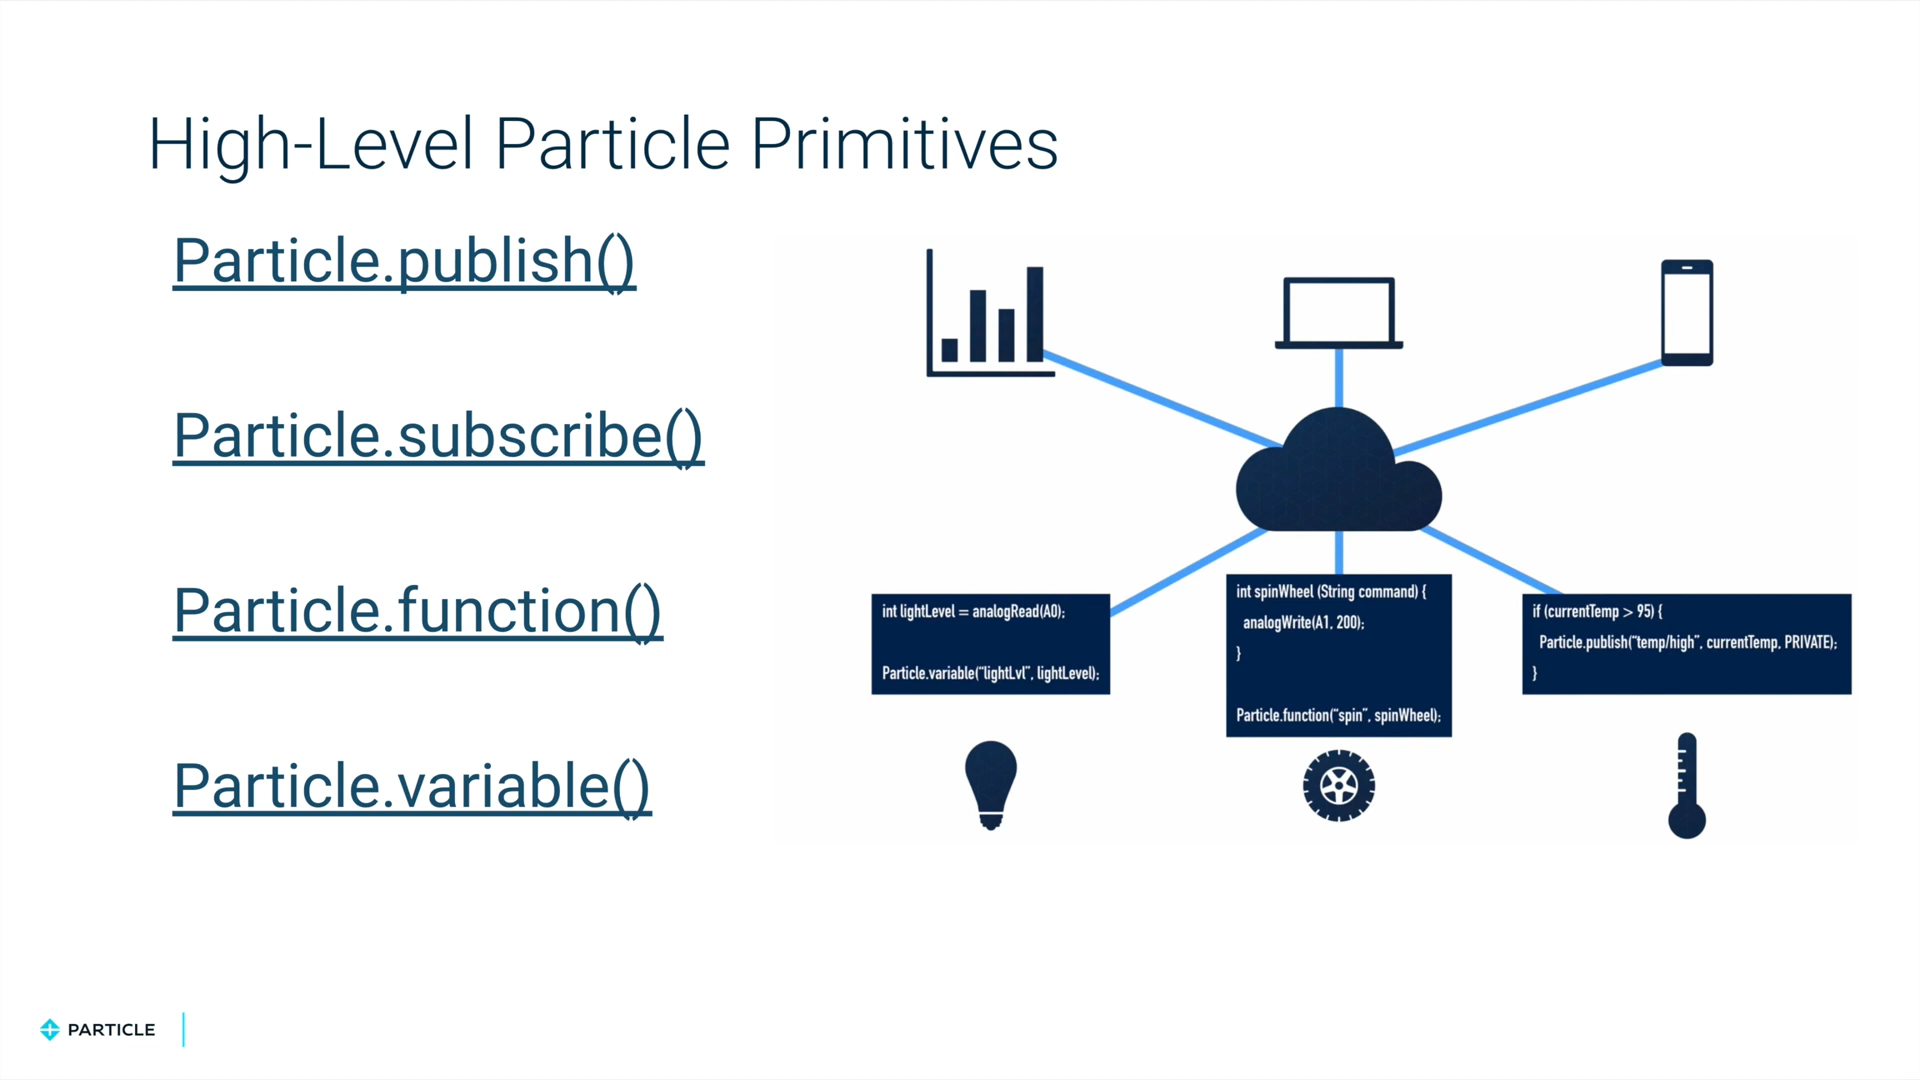 High-Level Particle Primitives
Particle.publish()
Particle.subscribe()
Particle.function()
Particle.variable()
int lightLevel = analogRead(A0);
Particle.variable(“lightLvl”, lightLevel);
int spinWheel (String command) {
analogWrite(A1, 200);
}
Particle.function(“spin”, spinWheel);
if (currentTemp > 95) {
Particle.publish(“temp/high”, currentTemp, PRIVATE);
}
PARTICLE